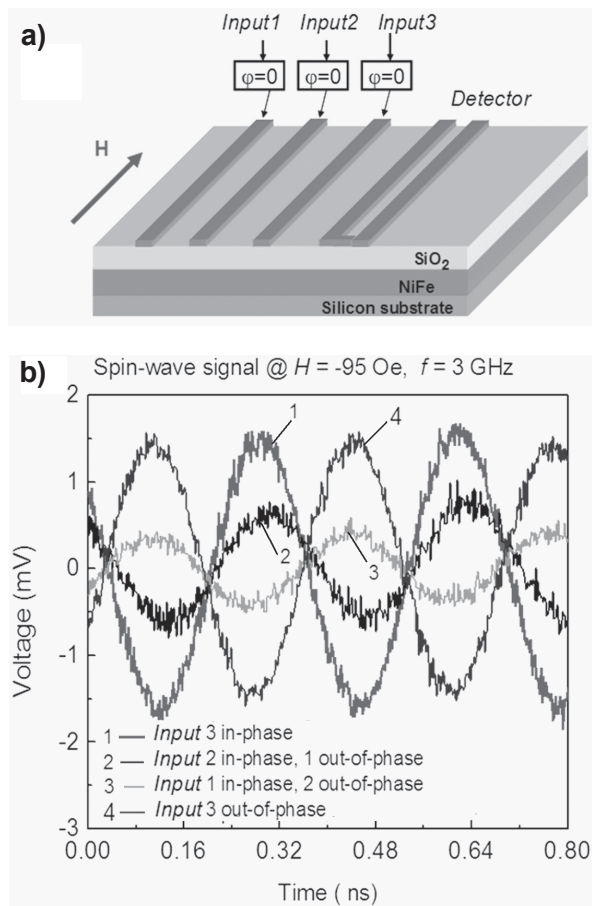 a)
Input1 Input2 Input3
φ=0 φ=0 φ=0
Detector
H
SiO2
NiFe
Silicon substrate
b)
Spin-wave signal @ H = -95 Oe, f = 3 GHz
2
1
0
-1
-2
-3
Voltage (mV)
1
4
2
3
1 Input 3 in-phase
2 Input 2 in-phase, 1 out-of-phase
3 Input 1 in-phase, 2 out-of-phase
4 Input 3 out-of-phase
0.00 0.16 0.32 0.48 0.64 0.80
Time ( ns)